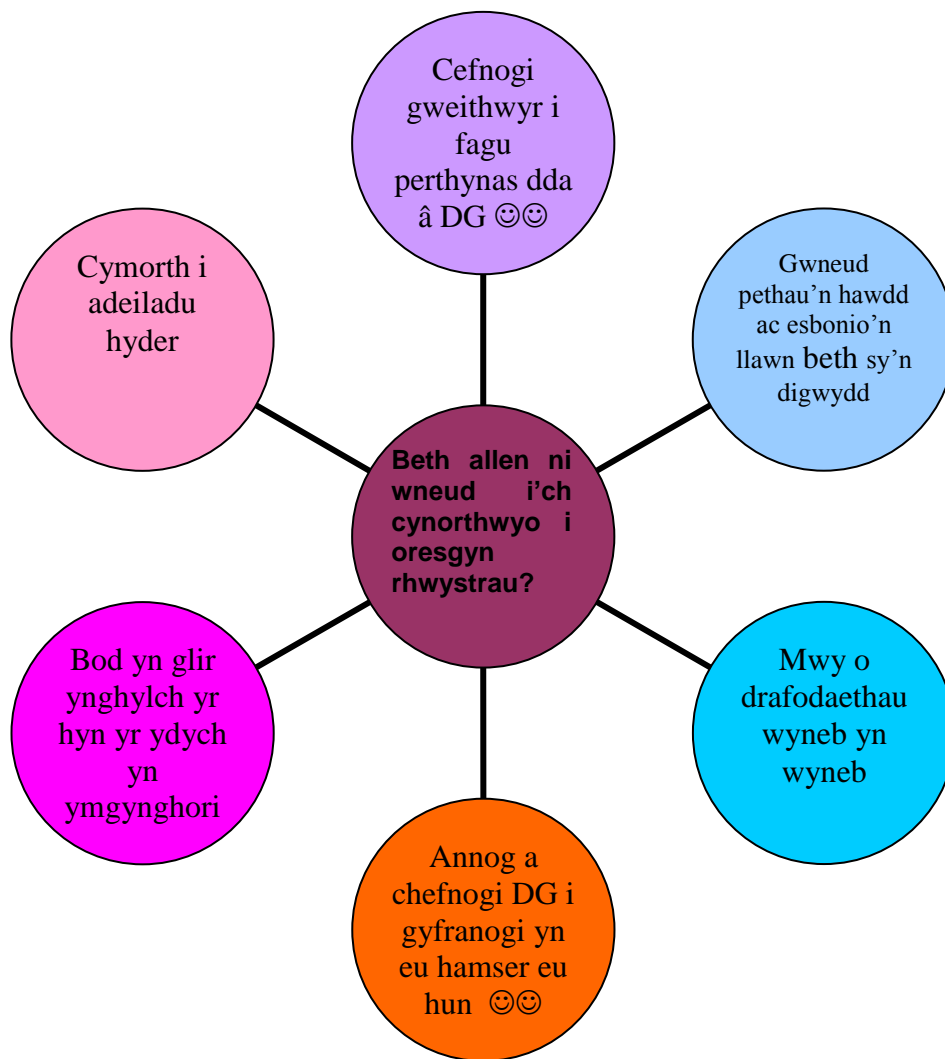 Cefnogi
gweithwyr i
fagu
perthynas dda
â DG ☺☺
Cymorth i
adeiladu
hyder
Gwneud
pethau’n hawdd
ac esbonio’n
llawn beth sy’n
digwydd
Beth allen ni
wneud i’ch
cynorthwyo i
oresgyn
rhwystrau?
Bod yn glir
ynghylch yr
hyn yr ydych
yn
ymgynghori
Mwy o
drafodaethau
wyneb yn
wyneb
Annog a
chefnogi DG i
gyfranogi yn
eu hamser eu
hun ☺☺